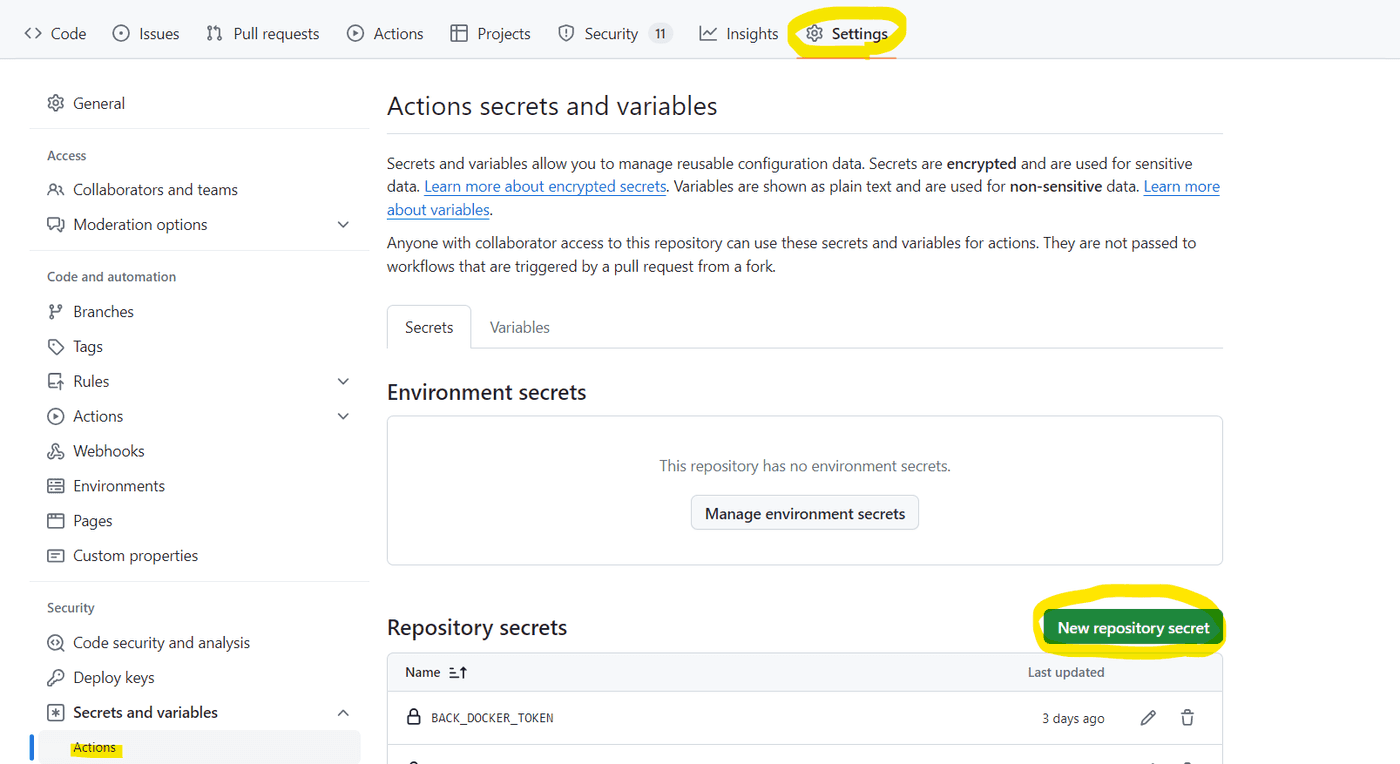 Code Issues Pull requests Actions Projects Security 11 Insights Settings
General
Access
Collaborators and teams
Moderation options
Code and automation
Branches
Tags
Rules
Actions
Webhooks
Environments
Pages
Custom properties
Security
Code security and analysis
Deploy keys
Secrets and variables
Actions
Actions secrets and variables
Secrets and variables allow you to manage reusable configuration data. Secrets are encrypted and are used for sensitive
data. Learn more about encrypted secrets. Variables are shown as plain text and are used for non-sensitive data. Learn more
about variables.
Anyone with collaborator access to this repository can use these secrets and variables for actions. They are not passed to
workflows that are triggered by a pull request from a fork.
Secrets Variables
Environment secrets
This repository has no environment secrets.
Manage environment secrets
Repository secrets New repository secret
Name Last updated
BACK_DOCKER_TOKEN 3 days ago